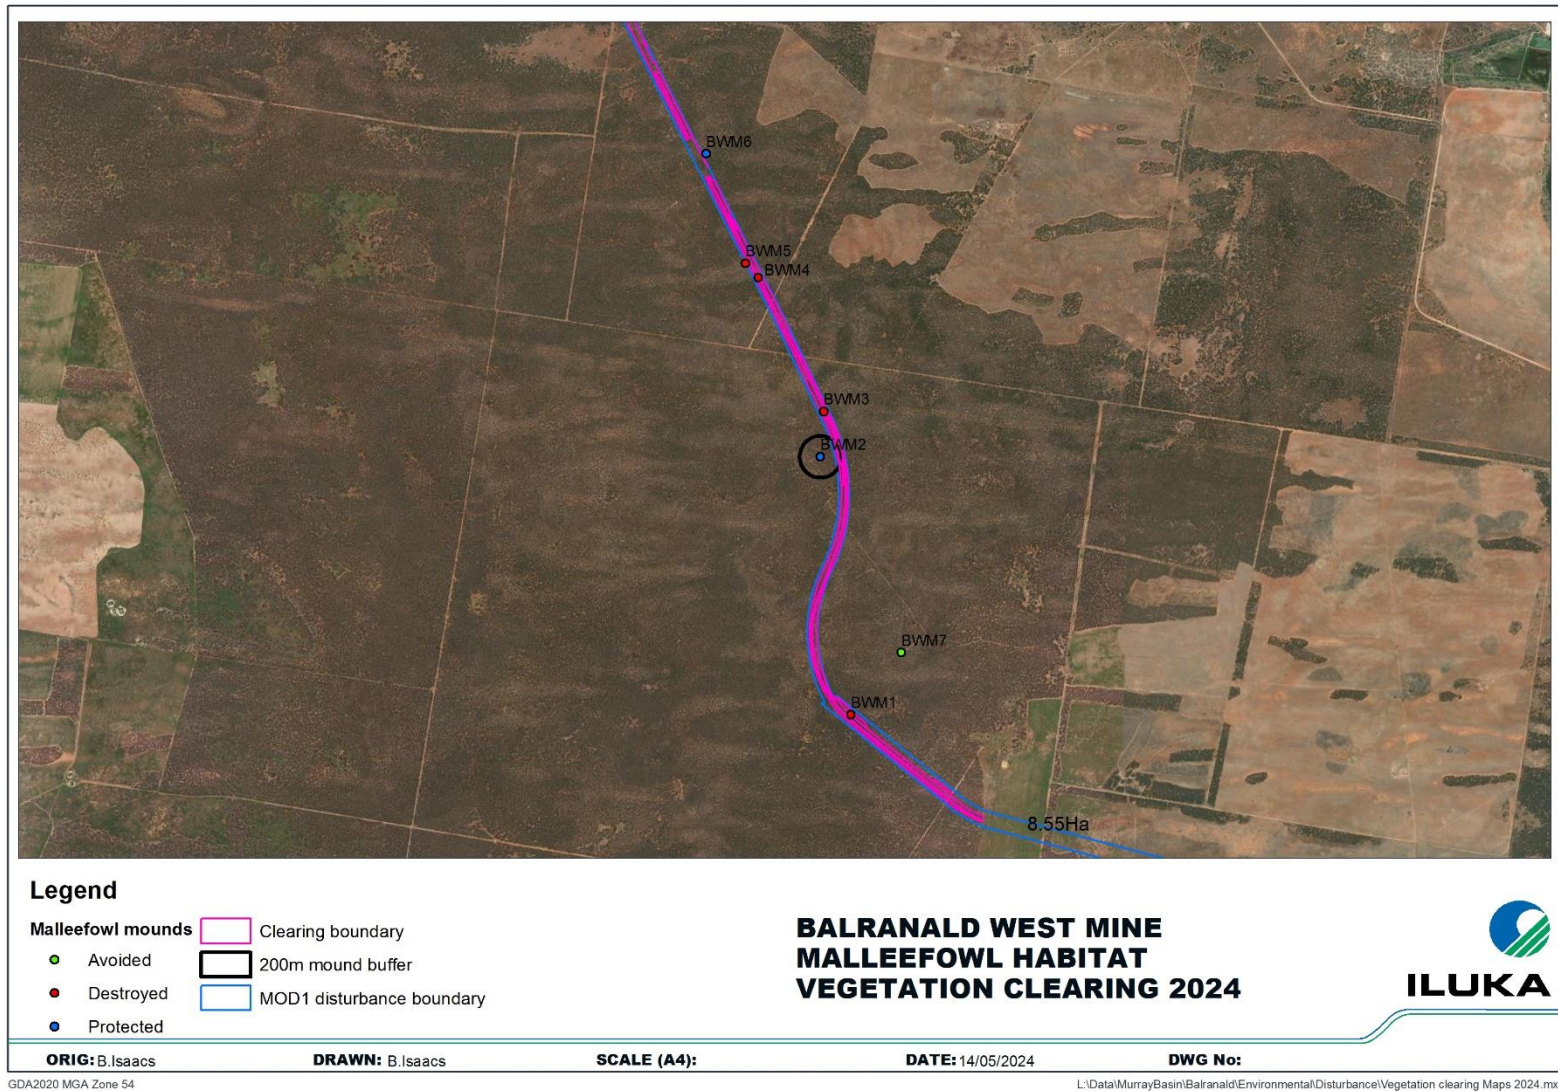 BWM6
BWM5
BWM4
BWM3
BWM2
BWM7
BWM1
8.55Ha
Legend
Malleefowl mounds
Avoided
Destroyed
Protected
Clearing boundary
200m mound buffer
MOD1 disturbance boundary
BALRANALD WEST MINE
MALLEEFOWL HABITAT
VEGETATION CLEARING 2024
ILUKA
ORIG: B.Isaacs DRAWN: B.Isaacs SCALE (A4): DATE: 14/05/2024 DWG No:
GDA2020 MGA Zone 54
L:\Data\MurrayBasin\Balranald\Environmental\Disturbance\Vegetation clearing Maps 2024.mx